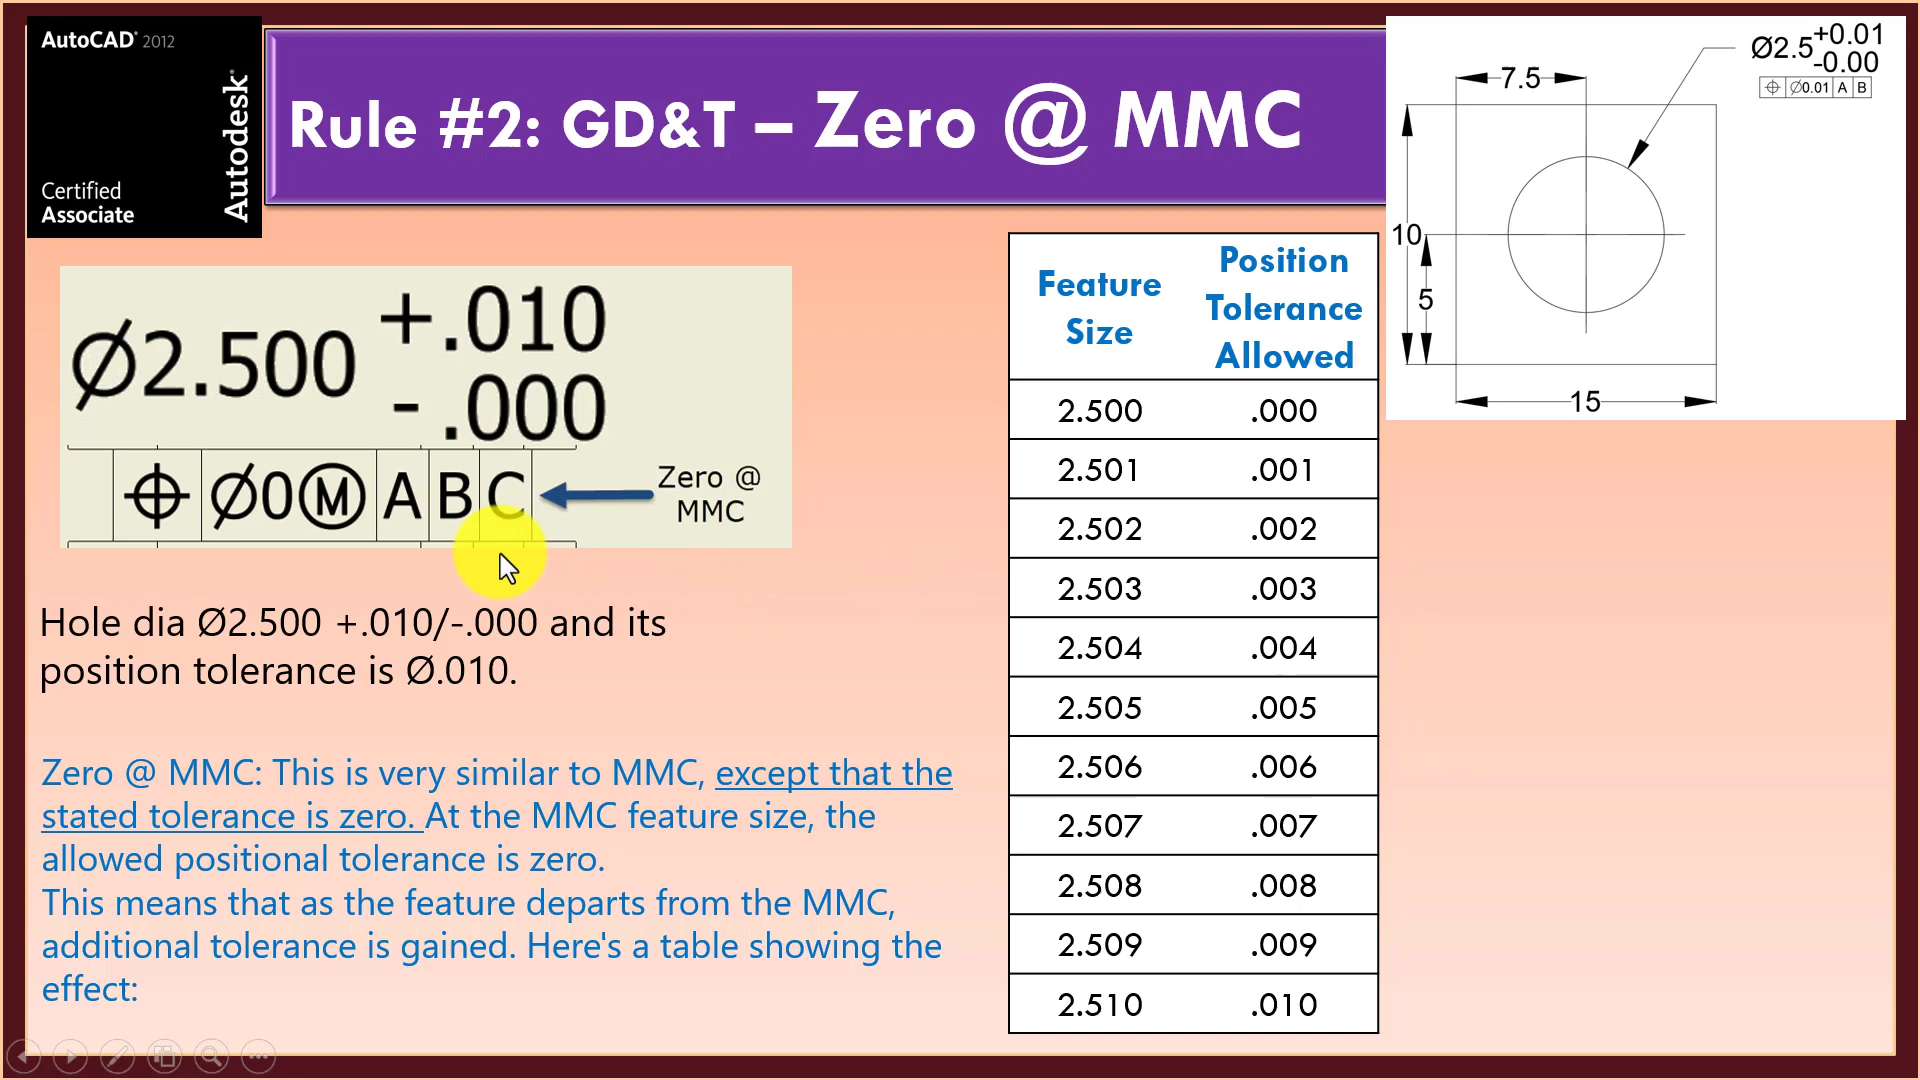 AutoCAD® 2012
Autodesk®
Certified
Associate
Rule #2: GD&T – Zero @ MMC
Ø2.5 +0.01
-0.00
⌖ Ø0.01 A B
7.5
10
5
15
Ø2.500 +.010
- .000
⌖ Ø0 Ⓜ A B C
Zero @
MMC
Hole dia Ø2.500 +.010/-.000 and its
position tolerance is Ø.010.
Zero @ MMC: This is very similar to MMC, except that the
stated tolerance is zero. At the MMC feature size, the
allowed positional tolerance is zero.
This means that as the feature departs from the MMC,
additional tolerance is gained. Here's a table showing the
effect:
Feature Size Position Tolerance Allowed
2.500 .000
2.501 .001
2.502 .002
2.503 .003
2.504 .004
2.505 .005
2.506 .006
2.507 .007
2.508 .008
2.509 .009
2.510 .010